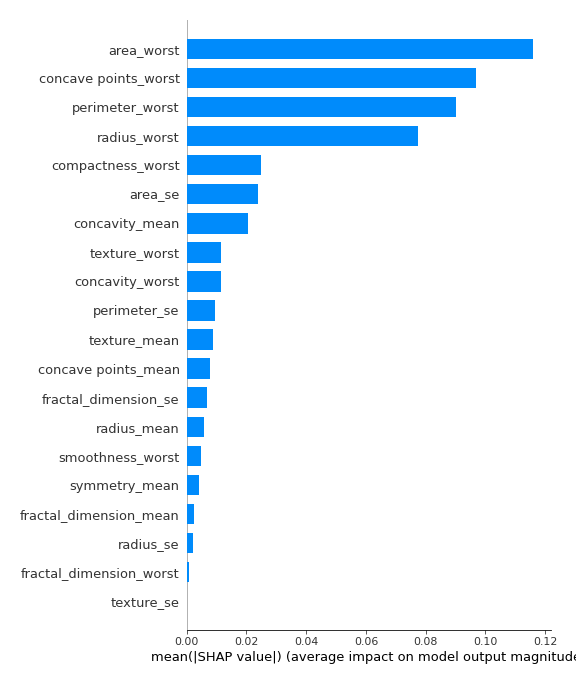 area_worst
concave points_worst
perimeter_worst
radius_worst
compactness_worst
area_se
concavity_mean
texture_worst
concavity_worst
perimeter_se
texture_mean
concave points_mean
fractal_dimension_se
radius_mean
smoothness_worst
symmetry_mean
fractal_dimension_mean
radius_se
fractal_dimension_worst
texture_se
0.00 0.02 0.04 0.06 0.08 0.10 0.12
mean(|SHAP value|) (average impact on model output magnitude